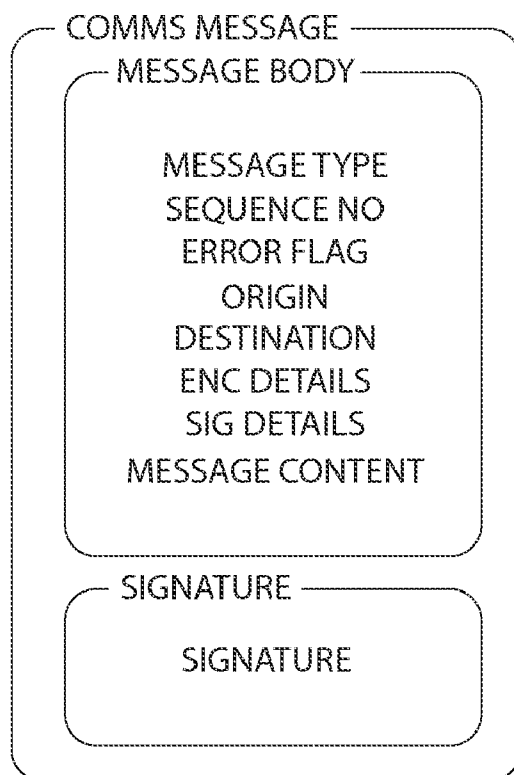 COMMS MESSAGE
MESSAGE BODY
MESSAGE TYPE
SEQUENCE NO
ERROR FLAG
ORIGIN
DESTINATION
ENC DETAILS
SIG DETAILS
MESSAGE CONTENT
SIGNATURE
SIGNATURE